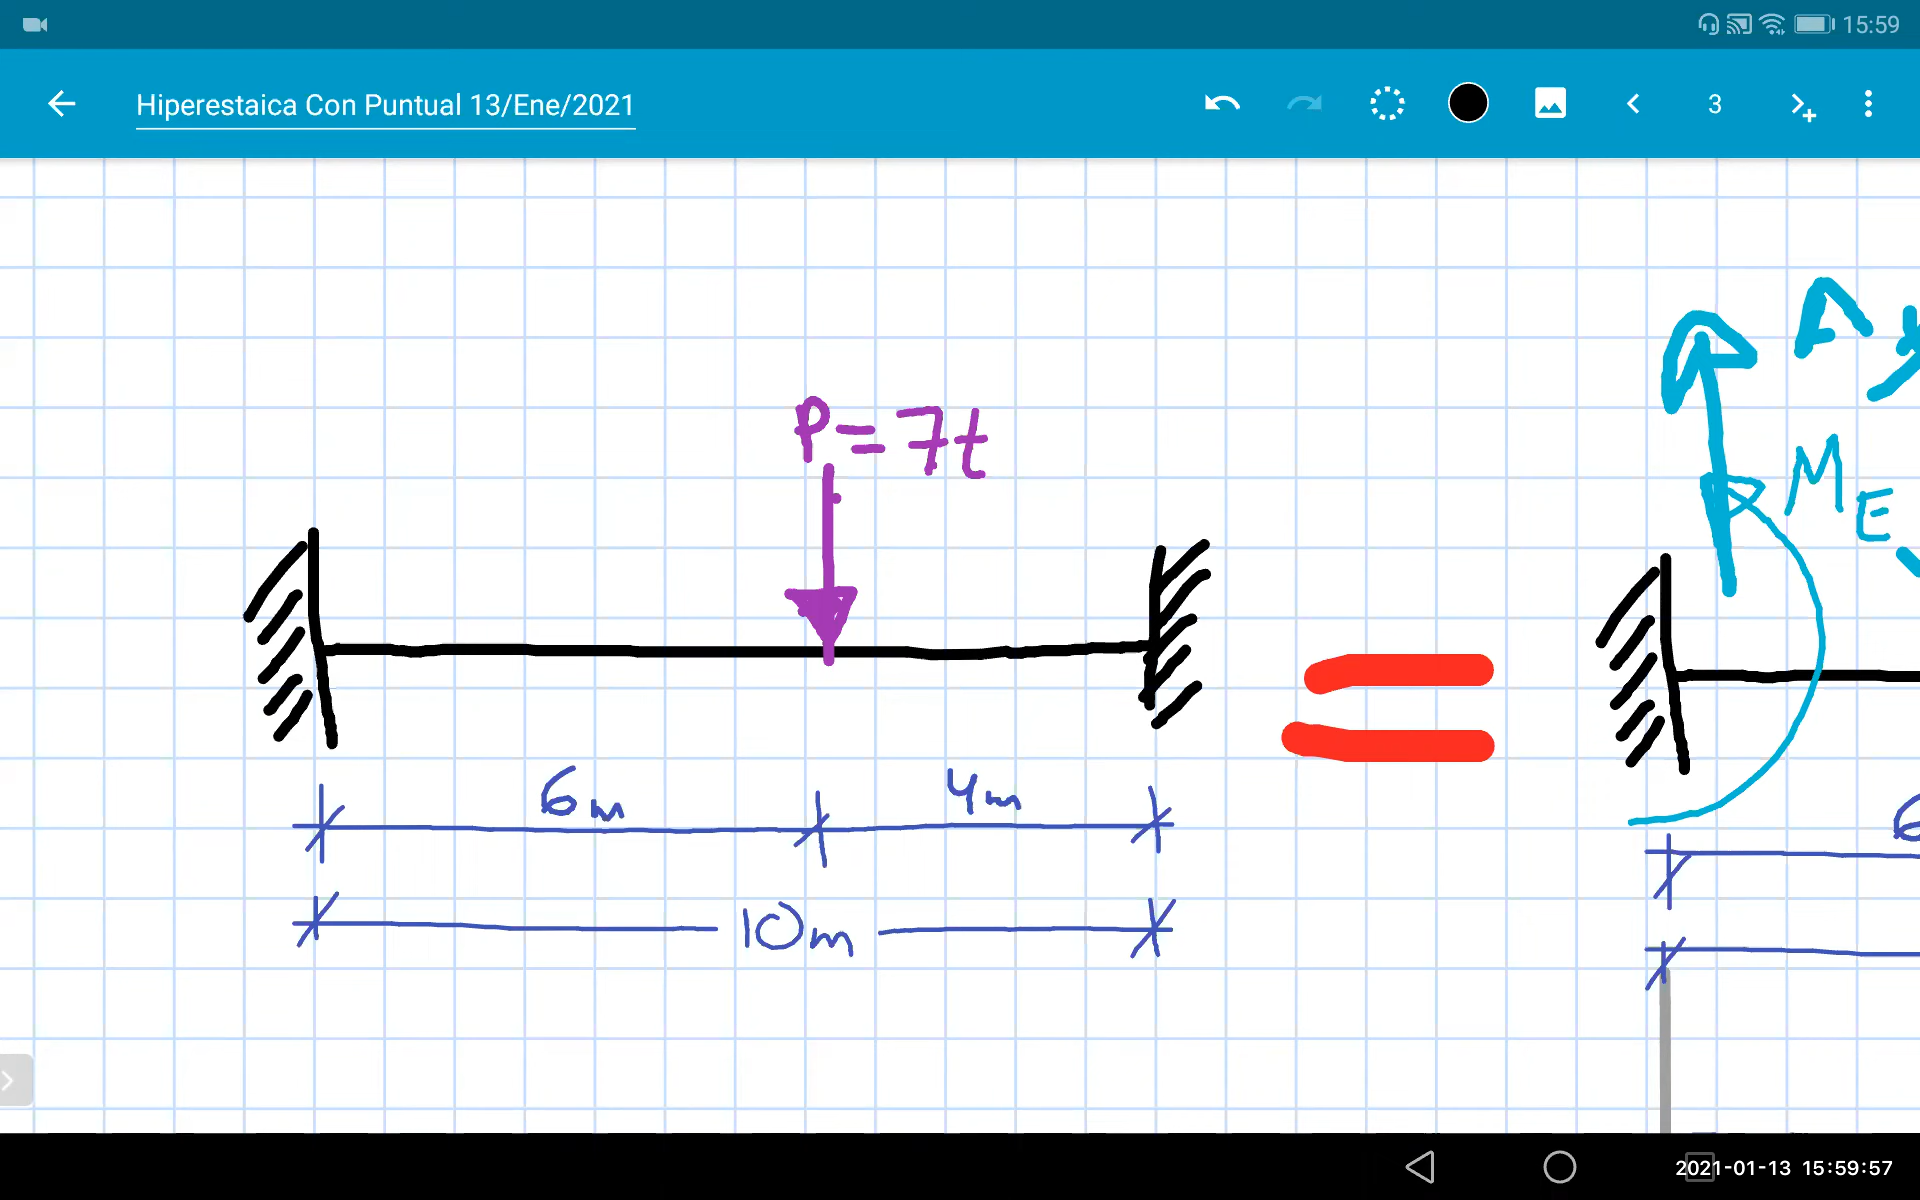 15:59
Hiperestaica Con Puntual 13/Ene/2021
3
P=7t
A
M E
6m
4m
10m
2021-01-13 15:59:57